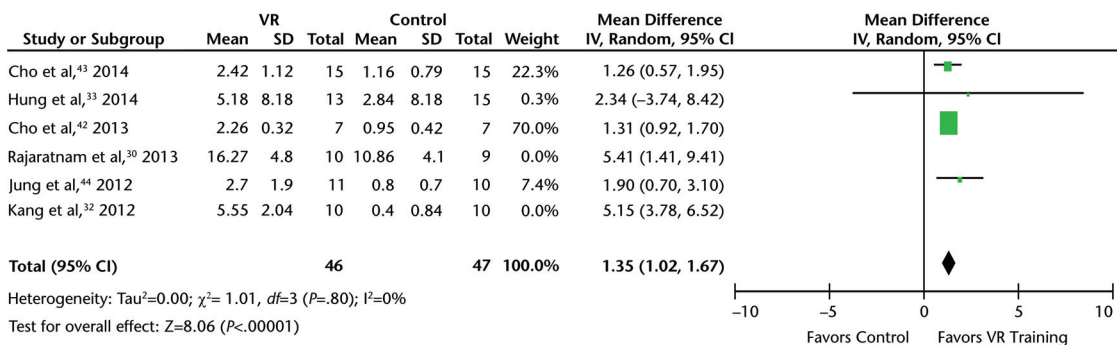 VR Control Mean Difference Mean Difference
Study or Subgroup Mean SD Total Mean SD Total Weight IV, Random, 95% CI IV, Random, 95% CI
Cho et al,⁴³ 2014 2.42 1.12 15 1.16 0.79 15 22.3% 1.26 (0.57, 1.95)
Hung et al,³³ 2014 5.18 8.18 13 2.84 8.18 15 0.3% 2.34 (–3.74, 8.42)
Cho et al,⁴² 2013 2.26 0.32 7 0.95 0.42 7 70.0% 1.31 (0.92, 1.70)
Rajaratnam et al,³⁰ 2013 16.27 4.8 10 10.86 4.1 9 0.0% 5.41 (1.41, 9.41)
Jung et al,⁴⁴ 2012 2.7 1.9 11 0.8 0.7 10 7.4% 1.90 (0.70, 3.10)
Kang et al,³² 2012 5.55 2.04 10 0.4 0.84 10 0.0% 5.15 (3.78, 6.52)
Total (95% CI) 46 47 100.0% 1.35 (1.02, 1.67)
Heterogeneity: Tau²=0.00; χ²= 1.01, df=3 (P=.80); I²=0%
Test for overall effect: Z=8.06 (P<.00001)
–10 –5 0 5 10
Favors Control Favors VR Training